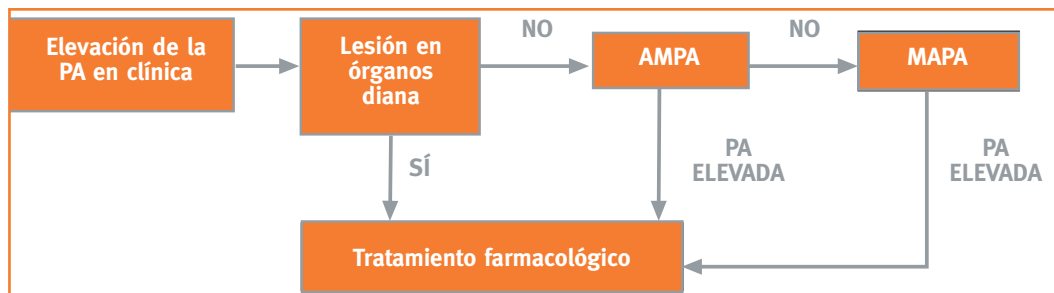 Elevación de la
PA en clínica
Lesión en
órganos
diana
NO
AMPA
NO
MAPA
SÍ
PA
ELEVADA
PA
ELEVADA
Tratamiento farmacológico